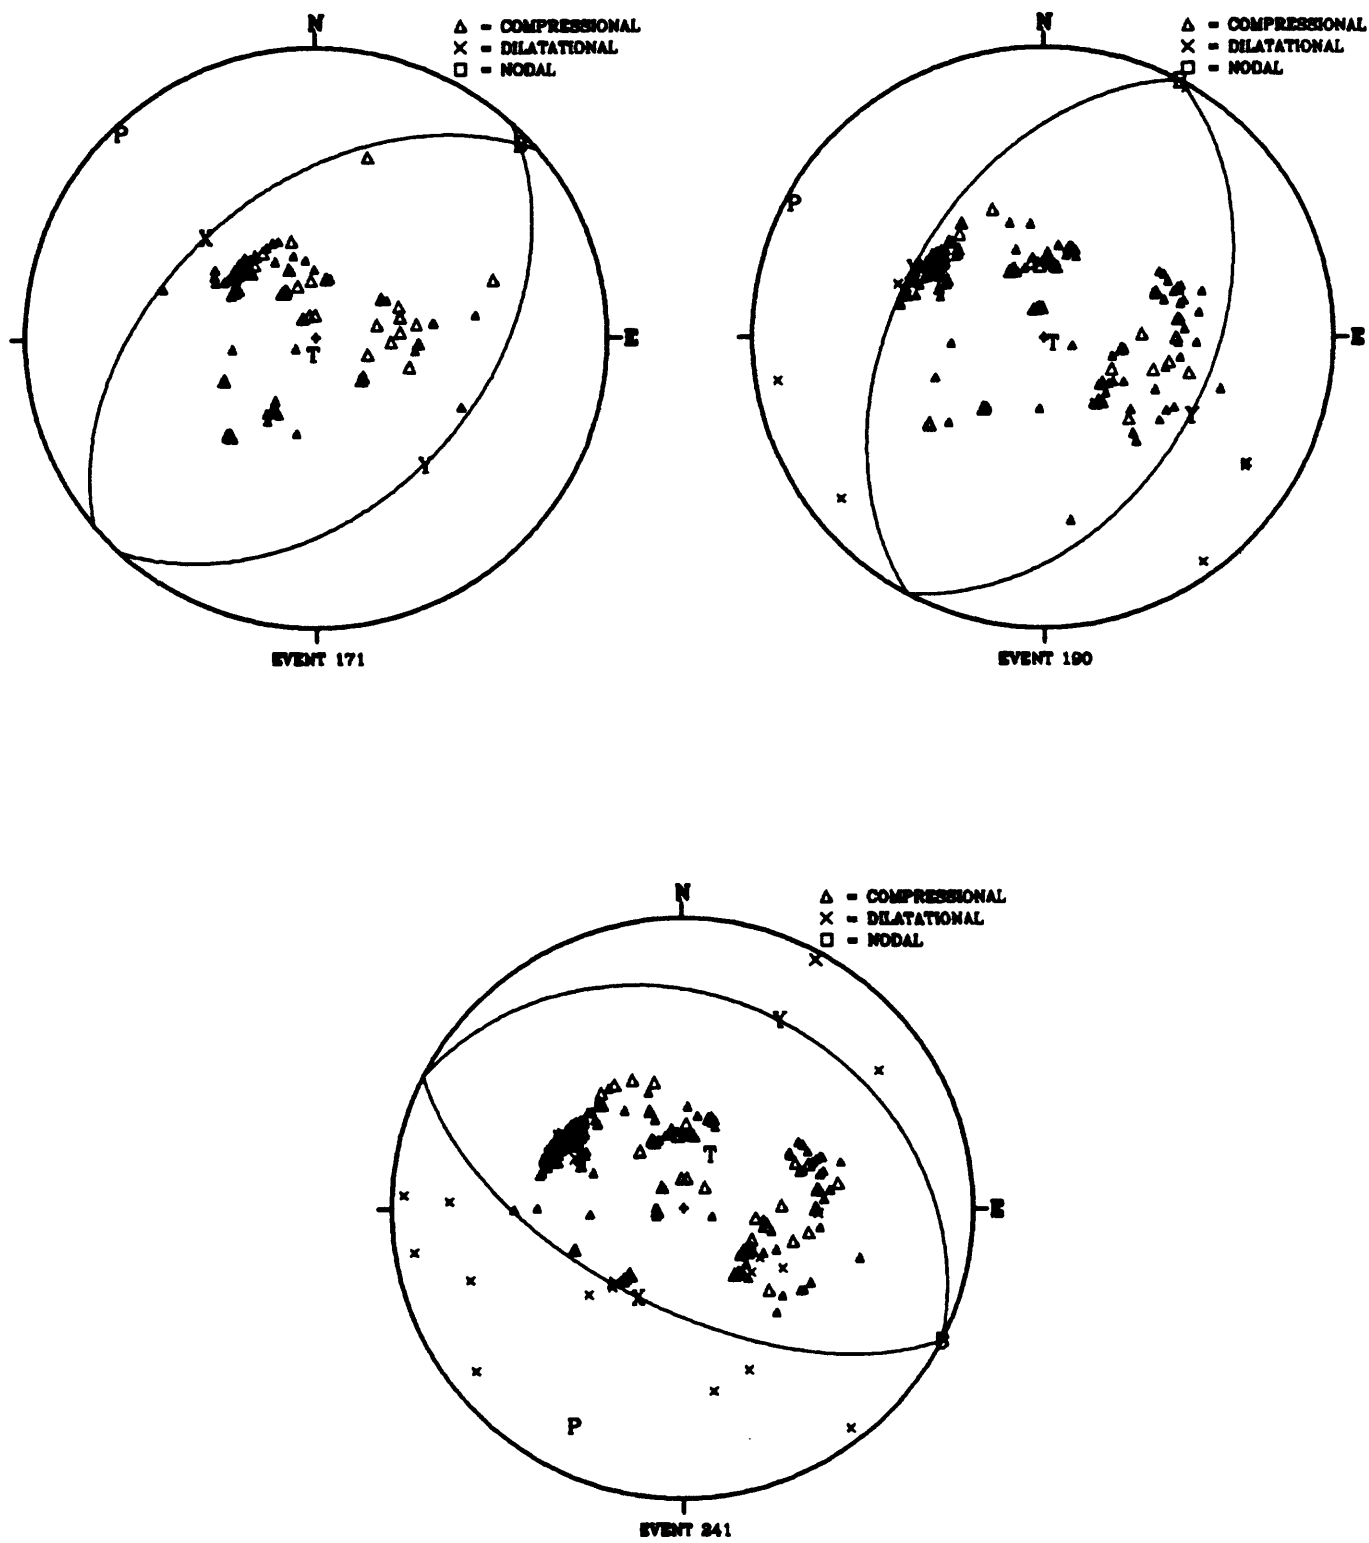 N
△ = COMPRESSIONAL
× = DILATATIONAL
□ = NODAL
P
B
X
E
T
Y
EVENT 171
N
△ = COMPRESSIONAL
× = DILATATIONAL
□ = NODAL
P
E
T
Y
EVENT 190
N
△ = COMPRESSIONAL
× = DILATATIONAL
□ = NODAL
Y
T
E
X
B
P
EVENT 241